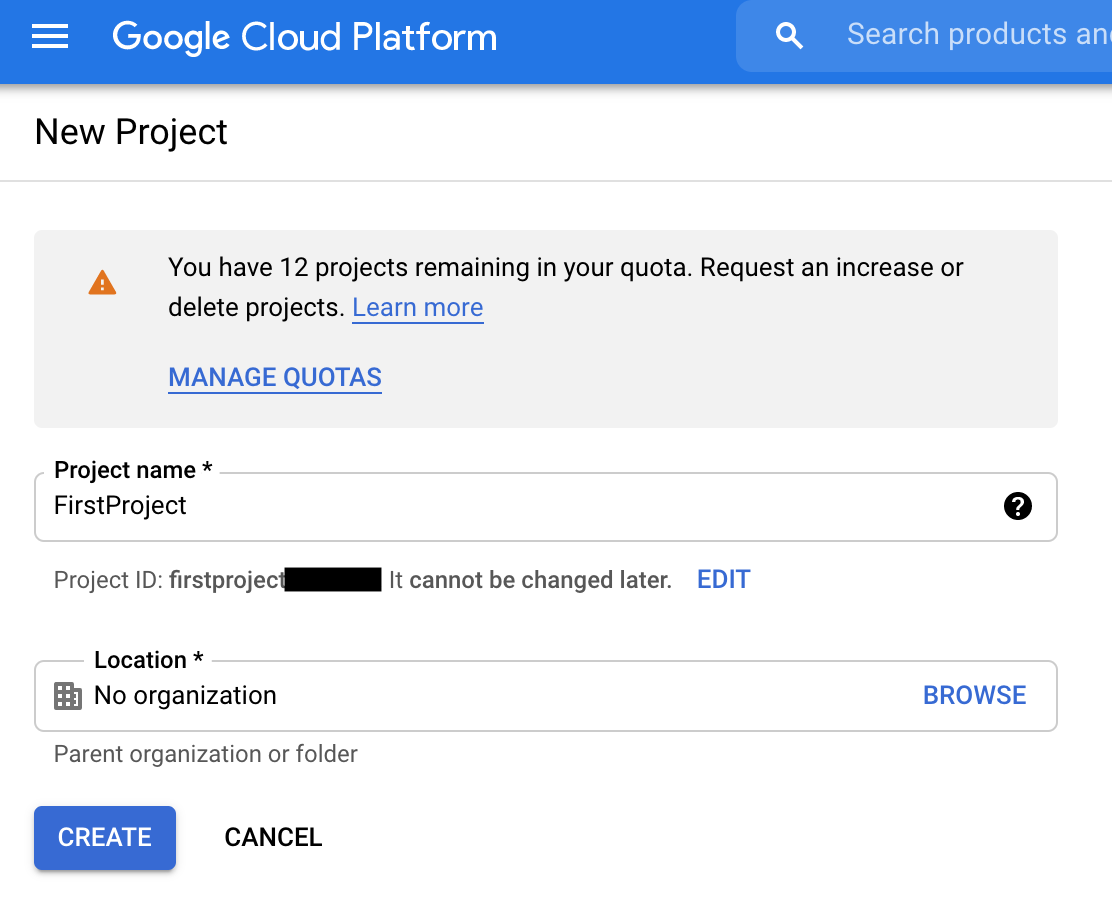 Google Cloud Platform
Search products an
New Project
You have 12 projects remaining in your quota. Request an increase or
delete projects. Learn more
MANAGE QUOTAS
Project name *
FirstProject
Project ID: firstproject It cannot be changed later. EDIT
Location *
No organization BROWSE
Parent organization or folder
CREATE CANCEL